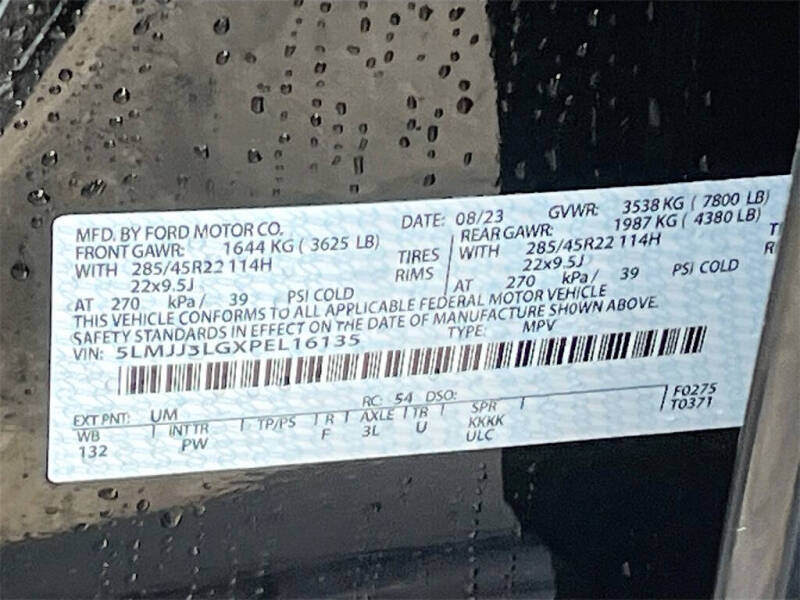 MFD. BY FORD MOTOR CO. DATE: 08/23 GVWR: 3538 KG ( 7800 LB)
FRONT GAWR: 1644 KG ( 3625 LB) REAR GAWR: 1987 KG ( 4380 LB)
WITH 285/45R22 114H TIRES WITH 285/45R22 114H T
22x9.5J RIMS 22x9.5J R
AT 270 kPa/ 39 PSI COLD AT 270 kPa/ 39 PSI COLD
THIS VEHICLE CONFORMS TO ALL APPLICABLE FEDERAL MOTOR VEHICLE
SAFETY STANDARDS IN EFFECT ON THE DATE OF MANUFACTURE SHOWN ABOVE.
VIN: 5LMJJ3LGXPEL16135 TYPE: MPV
EXT PNT: UM RC: 54 DSO: F0275
WB INT TR TP/PS R AXLE TR SPR T0371
132 PW F 3L U KKKK
ULC